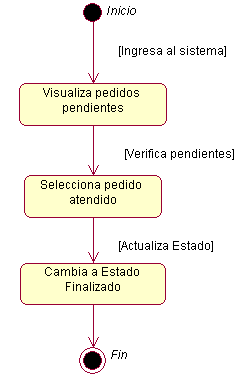 Inicio
[Ingresa al sistema]
Visualiza pedidos
pendientes
[Verifica pendientes]
Selecciona pedido
atendido
[Actualiza Estado]
Cambia a Estado
Finalizado
Fin